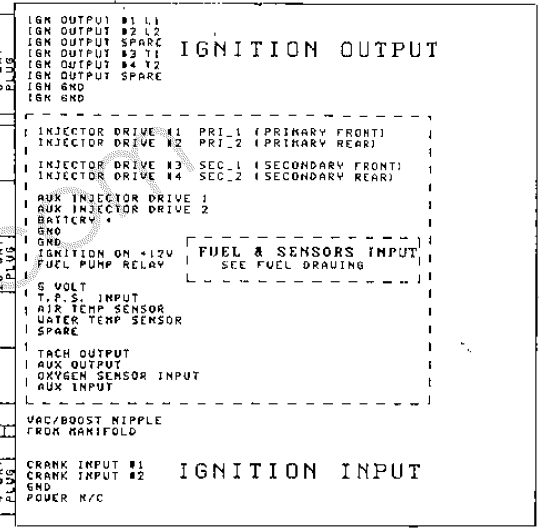 IGN OUTPUT #1 L1
IGN OUTPUT #2 L2
IGN OUTPUT SPARE
IGN OUTPUT #3 T1
IGN OUTPUT #4 T2
IGN OUTPUT SPARE
IGN GND
IGN GND
IGNITION OUTPUT
INJECTOR DRIVE #1 PRI_1 (PRIMARY FRONT)
INJECTOR DRIVE #2 PRI_2 (PRIMARY REAR)
INJECTOR DRIVE #3 SEC_1 (SECONDARY FRONT)
INJECTOR DRIVE #4 SEC_2 (SECONDARY REAR)
AUX INJECTOR DRIVE 1
AUX INJECTOR DRIVE 2
BATTERY +
GND
GND
IGNITION ON +12V
FUEL PUMP RELAY
FUEL & SENSORS INPUT
SEE FUEL DRAWING
5 VOLT
T.P.S. INPUT
AIR TEMP SENSOR
WATER TEMP SENSOR
SPARE
TACH OUTPUT
AUX OUTPUT
OXYGEN SENSOR INPUT
AUX INPUT
VAC/BOOST NIPPLE
FROM MANIFOLD
CRANK INPUT #1
CRANK INPUT #2
GND
POWER N/C
IGNITION INPUT
PLUG
PLUG
PLUG
com